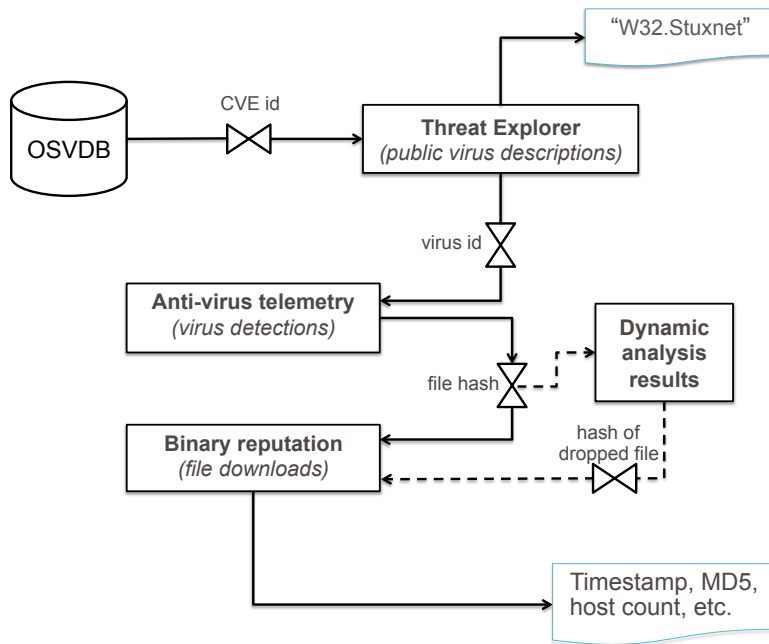 “W32.Stuxnet”
CVE id
OSVDB
Threat Explorer
(public virus descriptions)
virus id
Anti-virus telemetry
(virus detections)
Dynamic
analysis
results
file hash
Binary reputation
(file downloads)
hash of
dropped file
Timestamp, MD5,
host count, etc.